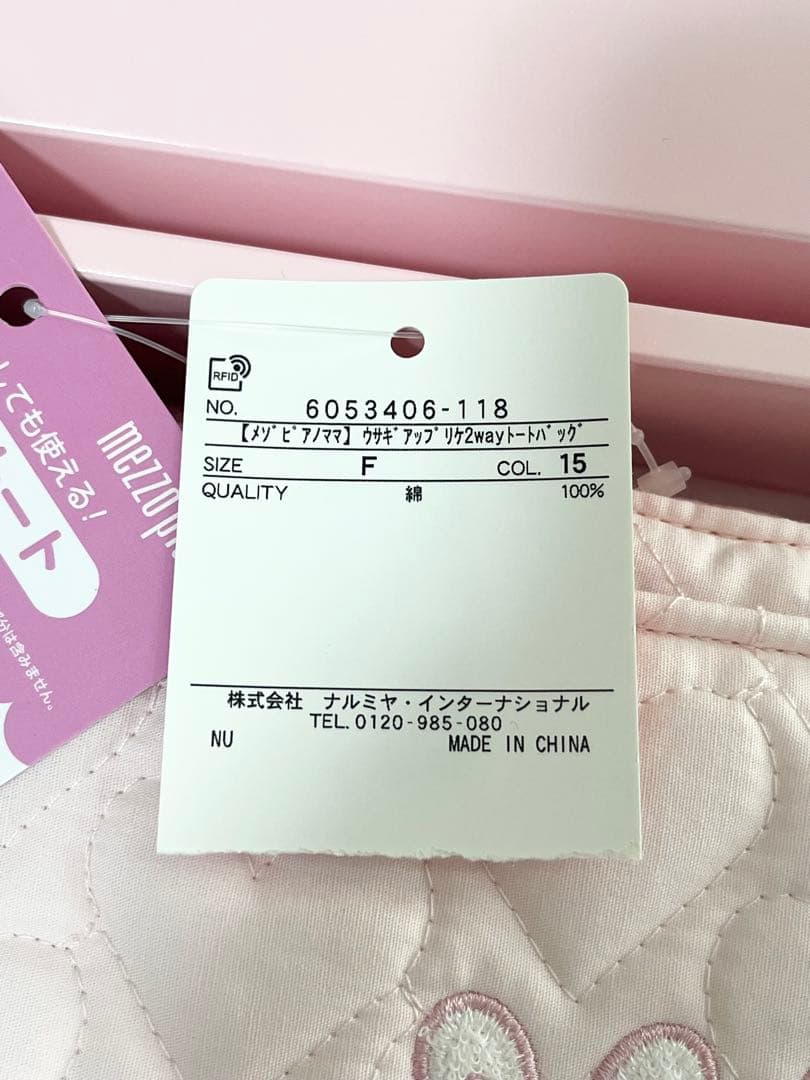 RFID
NO. 6053406-118
【ﾒｿﾞﾋﾟｱﾉﾏﾏ】ｳｻｷﾞｱｯﾌﾟﾘｹ2wayﾄｰﾄﾊﾞｯｸﾞ
SIZE F COL. 15
QUALITY 綿 100%
株式会社 ナルミヤ・インターナショナル
TEL.0120-985-080
NU MADE IN CHINA
しても使える!
ート
mezzo
分は含みません。